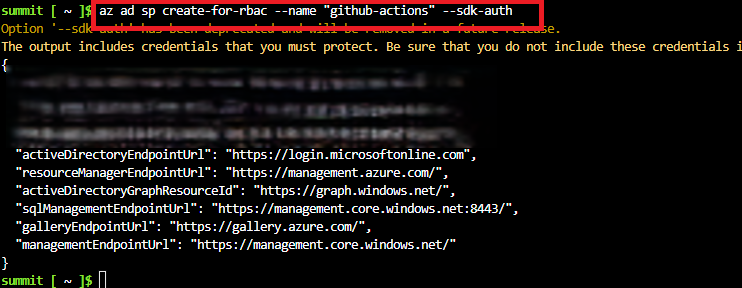 summit [ ~ ]$ az ad sp create-for-rbac --name "github-actions" --sdk-auth
Option '--sdk-auth' has been deprecated and will be removed in a future release.
The output includes credentials that you must protect. Be sure that you do not include these credentials i
{
"activeDirectoryEndpointUrl": "https://login.microsoftonline.com",
"resourceManagerEndpointUrl": "https://management.azure.com/",
"activeDirectoryGraphResourceId": "https://graph.windows.net/",
"sqlManagementEndpointUrl": "https://management.core.windows.net:8443/",
"galleryEndpointUrl": "https://gallery.azure.com/",
"managementEndpointUrl": "https://management.core.windows.net/"
}
summit [ ~ ]$